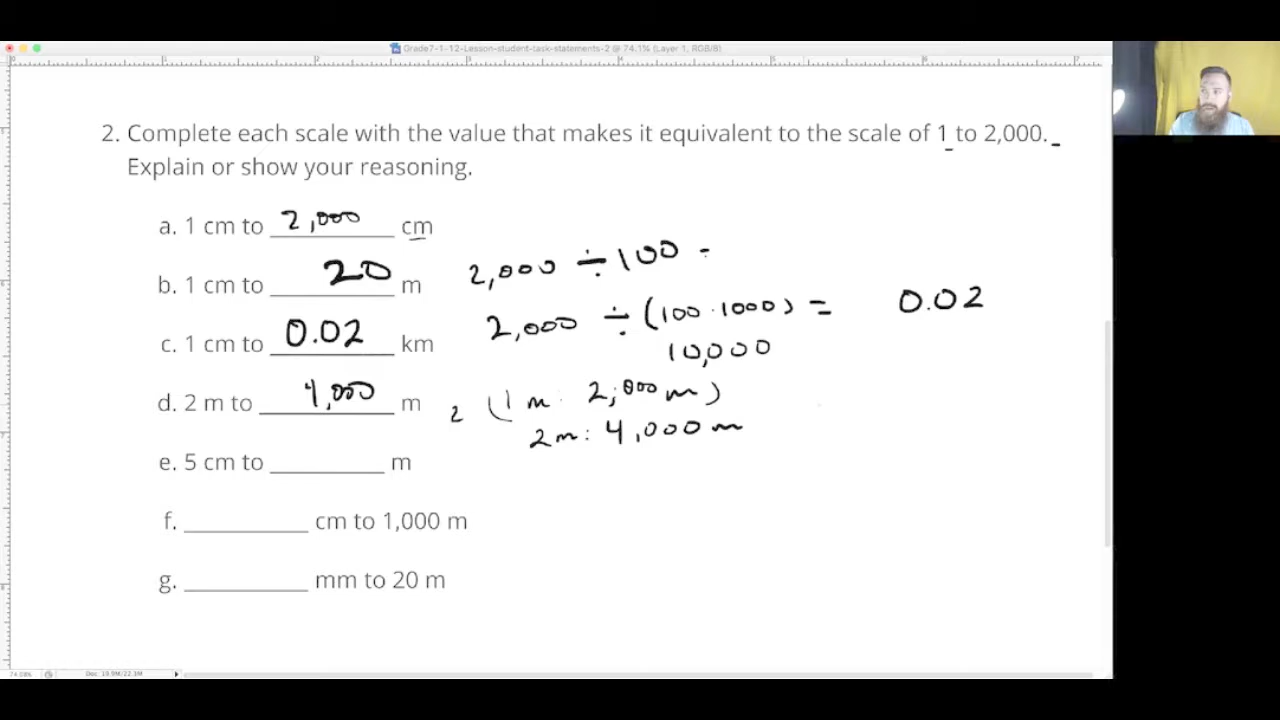 Grade7-1-12-Lesson-student-task-statements-2 @ 74.1% (Layer 1, RGB/8)
2. Complete each scale with the value that makes it equivalent to the scale of 1 to 2,000.
Explain or show your reasoning.
a. 1 cm to 2,000 cm
b. 1 cm to 20 m
2,000 ÷ 100 =
c. 1 cm to 0.02 km
2,000 ÷ (100 · 1000) = 0.02
10,000
d. 2 m to 4,000 m
2 (1 m : 2,000 m)
2 m : 4,000 m
e. 5 cm to ____ m
f. ____ cm to 1,000 m
g. ____ mm to 20 m